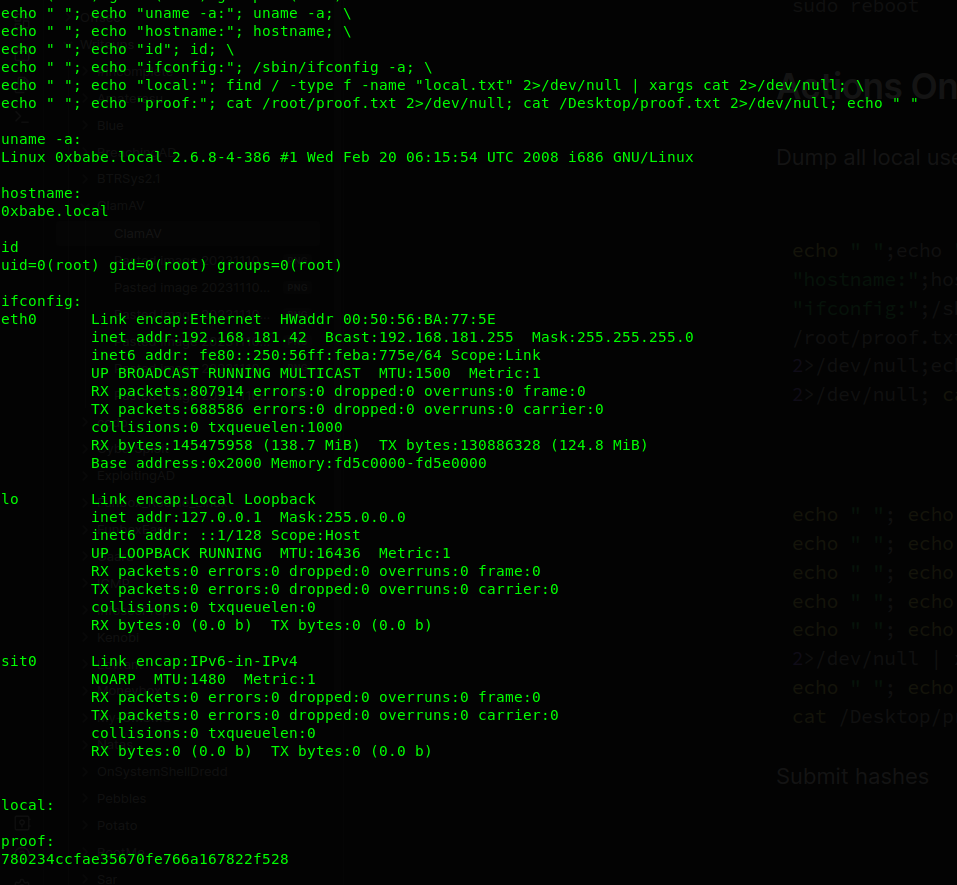 echo " "; echo "uname -a:"; uname -a; \
echo " "; echo "hostname:"; hostname; \
echo " "; echo "id"; id; \
echo " "; echo "ifconfig:"; /sbin/ifconfig -a; \
echo " "; echo "local:"; find / -type f -name "local.txt" 2>/dev/null | xargs cat 2>/dev/null; \
echo " "; echo "proof:"; cat /root/proof.txt 2>/dev/null; cat /Desktop/proof.txt 2>/dev/null; echo " "
uname -a:
Linux 0xbabe.local 2.6.8-4-386 #1 Wed Feb 20 06:15:54 UTC 2008 i686 GNU/Linux
hostname:
0xbabe.local
id
uid=0(root) gid=0(root) groups=0(root)
ifconfig:
eth0      Link encap:Ethernet  HWaddr 00:50:56:BA:77:5E
          inet addr:192.168.181.42  Bcast:192.168.181.255  Mask:255.255.255.0
          inet6 addr: fe80::250:56ff:feba:775e/64 Scope:Link
          UP BROADCAST RUNNING MULTICAST  MTU:1500  Metric:1
          RX packets:807914 errors:0 dropped:0 overruns:0 frame:0
          TX packets:688586 errors:0 dropped:0 overruns:0 carrier:0
          collisions:0 txqueuelen:1000
          RX bytes:145475958 (138.7 MiB)  TX bytes:130886328 (124.8 MiB)
          Base address:0x2000 Memory:fd5c0000-fd5e0000
lo        Link encap:Local Loopback
          inet addr:127.0.0.1  Mask:255.0.0.0
          inet6 addr: ::1/128 Scope:Host
          UP LOOPBACK RUNNING  MTU:16436  Metric:1
          RX packets:0 errors:0 dropped:0 overruns:0 frame:0
          TX packets:0 errors:0 dropped:0 overruns:0 carrier:0
          collisions:0 txqueuelen:0
          RX bytes:0 (0.0 b)  TX bytes:0 (0.0 b)
sit0      Link encap:IPv6-in-IPv4
          NOARP  MTU:1480  Metric:1
          RX packets:0 errors:0 dropped:0 overruns:0 frame:0
          TX packets:0 errors:0 dropped:0 overruns:0 carrier:0
          collisions:0 txqueuelen:0
          RX bytes:0 (0.0 b)  TX bytes:0 (0.0 b)
local:
proof:
780234ccfae35670fe766a167822f528
Blue
BTRSys2.1
ClamAV
ClamAV
Pasted image 20231110... PNG
ExploitingAD
OnSystemShellDredd
Pebbles
Potato
Sar
sudo reboot
Actions On
Dump all local use
echo " ";echo
"hostname:";hos
"ifconfig:";/sb
/root/proof.tx
2>/dev/null;ec
2>/dev/null; c
echo " "; echo
echo " "; echo
echo " "; echo
echo " "; echo
echo " "; echo
2>/dev/null |
echo " "; echo
cat /Desktop/p
Submit hashes